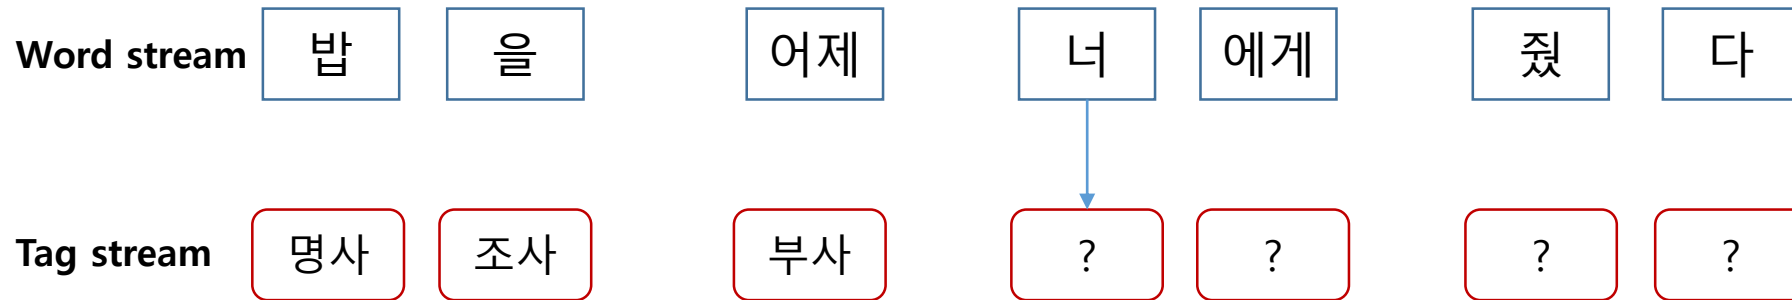 Word stream 밥 을 어제 너 에게 줬 다
Tag stream 명사 조사 부사 ? ? ? ?